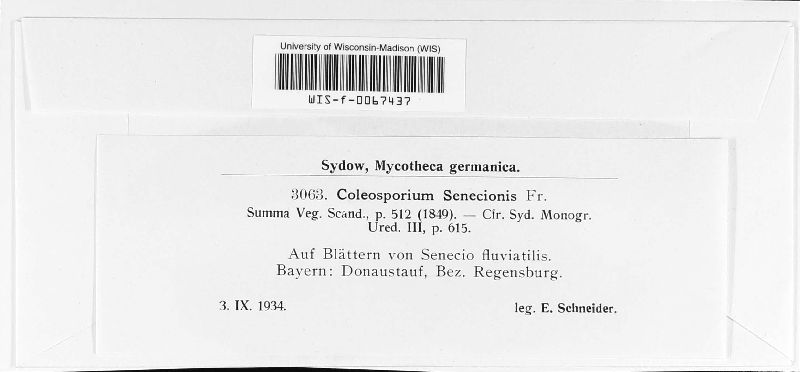 University of Wisconsin-Madison (WIS)
WIS-f-0067437
Sydow, Mycotheca germanica.
3063. Coleosporium Senecionis Fr.
Summa Veg. Scand., p. 512 (1849). — Cfr. Syd. Monogr.
Ured. III, p. 615.
Auf Blättern von Senecio fluviatilis.
Bayern: Donaustauf, Bez. Regensburg.
3. IX. 1934. leg. E. Schneider.